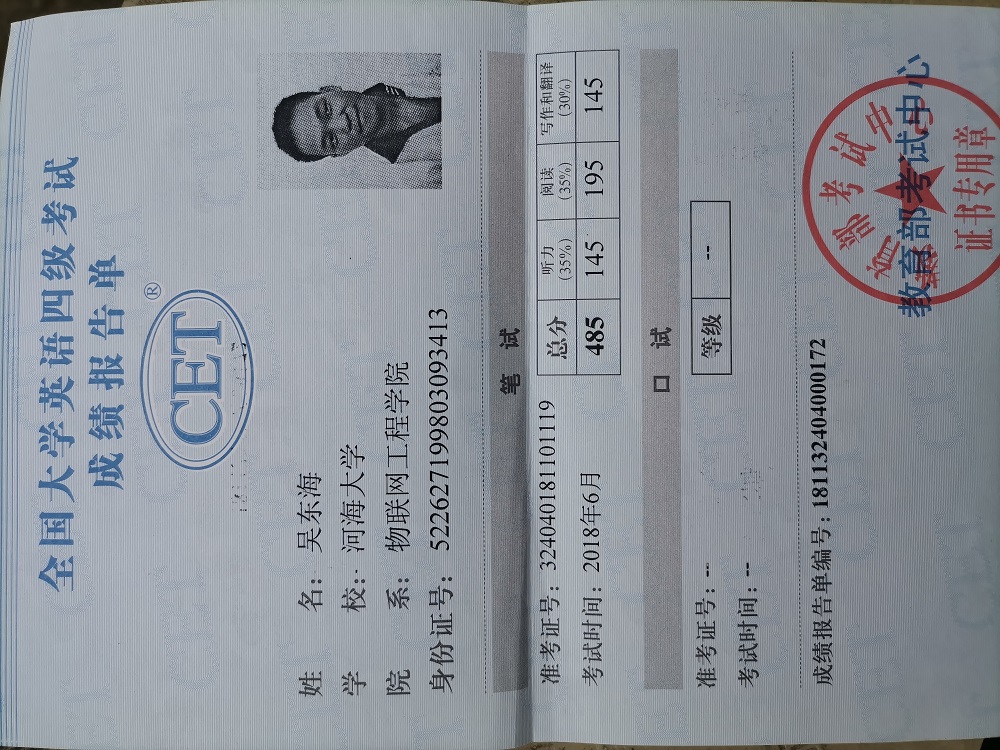 全国大学英语四级考试
成绩报告单
CET®
姓 名：吴东海
学 校：河海大学
院 系：物联网工程学院
身份证号：522627199803093413
笔 试
准考证号：324040181101119
考试时间：2018年6月
总分 听力(35%) 阅读(35%) 写作和翻译(30%)
485 145 195 145
口 试
准考证号：--
考试时间：--
等级 --
成绩报告单编号：181132404000172
教育部考试中心
证书专用章